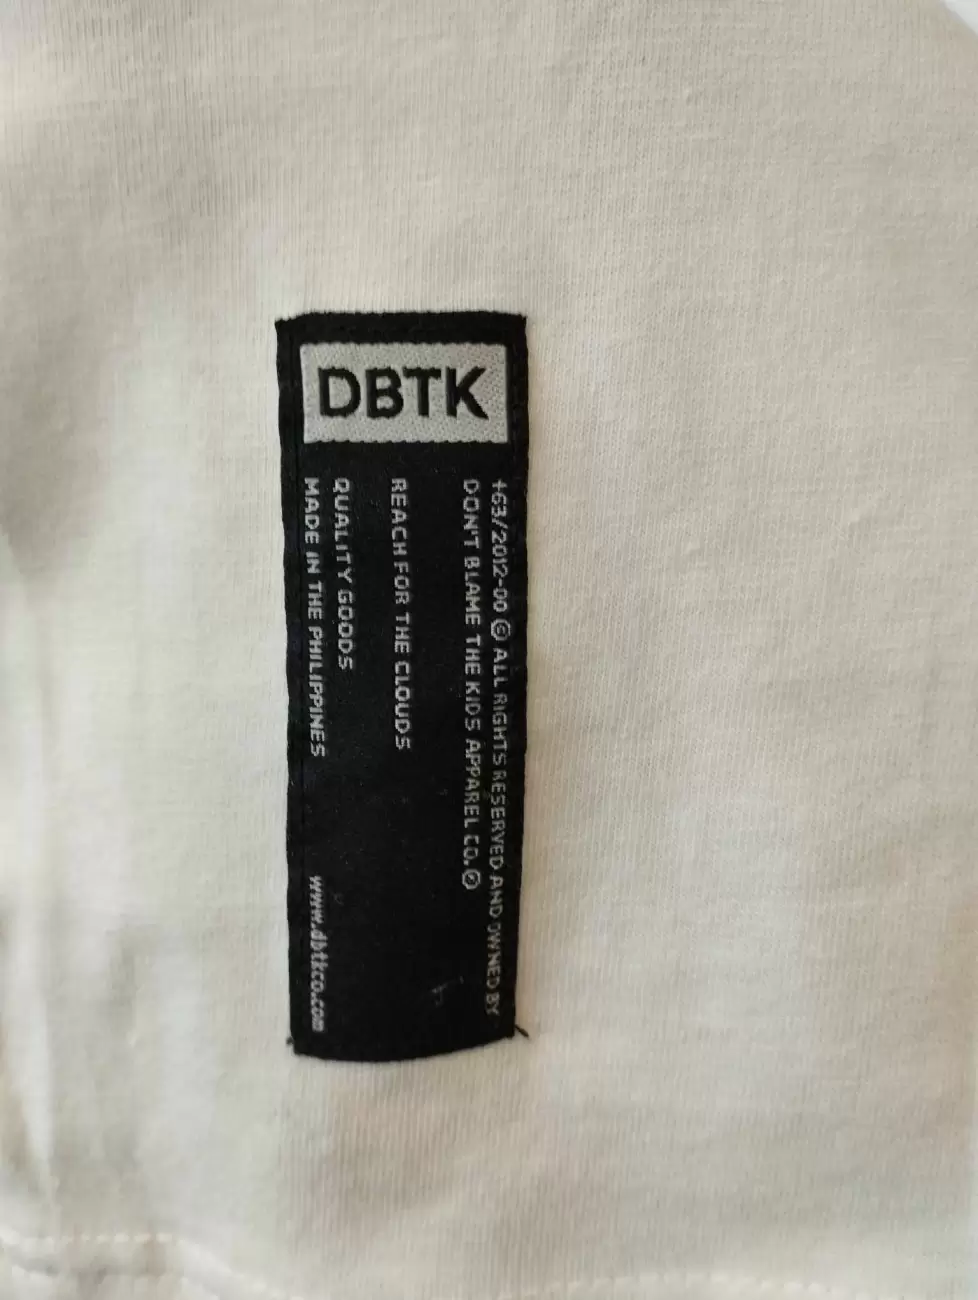 DBTK
+63/2012-00 © ALL RIGHTS RESERVED AND OWNED BY
DON'T BLAME THE KIDS APPAREL CO.®
REACH FOR THE CLOUDS
QUALITY GOODS
MADE IN THE PHILIPPINES
www.dbtkco.com